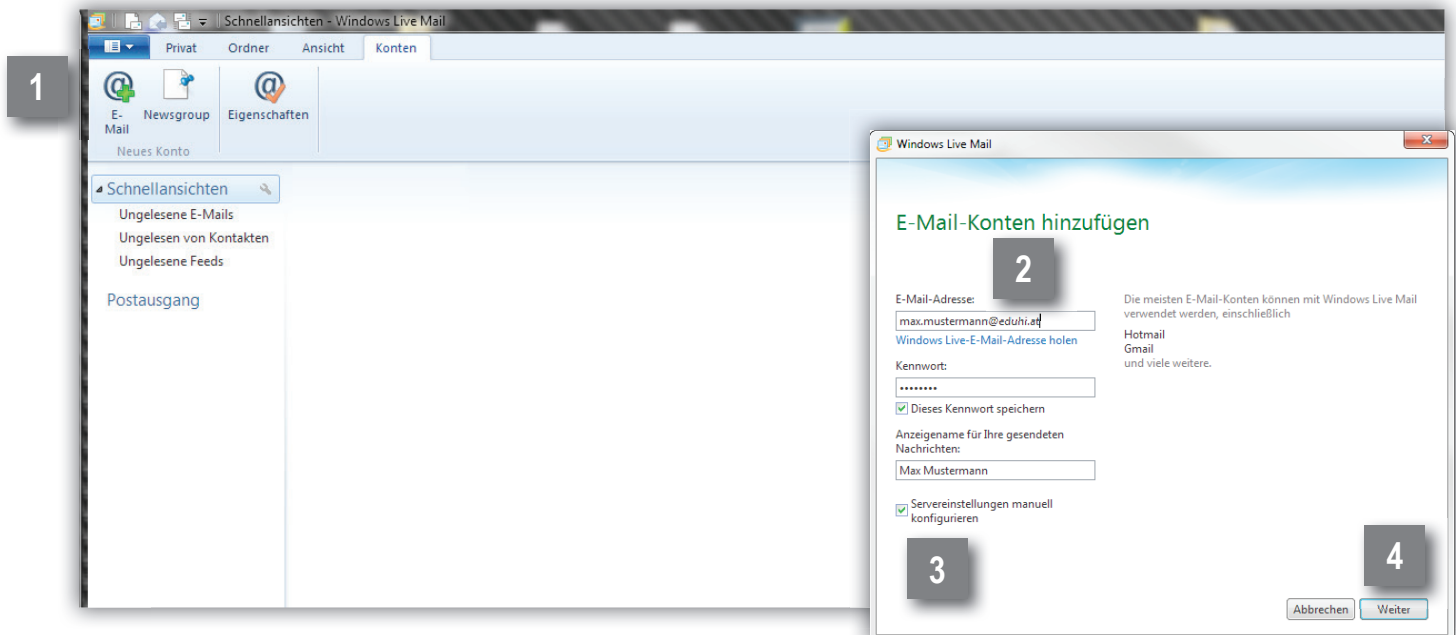 Schnellansichten - Windows Live Mail
Privat Ordner Ansicht Konten
1
E-Mail
Newsgroup
Eigenschaften
Neues Konto
Schnellansichten
Ungelesene E-Mails
Ungelesen von Kontakten
Ungelesene Feeds
Postausgang
Windows Live Mail
E-Mail-Konten hinzufügen
2
E-Mail-Adresse:
max.mustermann@eduhi.at
Windows Live-E-Mail-Adresse holen
Kennwort:
••••••••
Dieses Kennwort speichern
Anzeigename für Ihre gesendeten
Nachrichten:
Max Mustermann
Servereinstellungen manuell
konfigurieren
3
Die meisten E-Mail-Konten können mit Windows Live Mail
verwendet werden, einschließlich
Hotmail
Gmail
und viele weitere.
4
Abbrechen Weiter